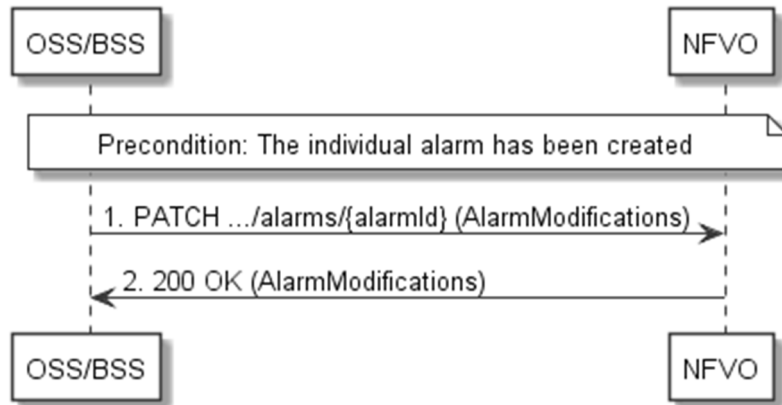 OSS/BSS NFVO
Precondition: The individual alarm has been created
1. PATCH .../alarms/{alarmId} (AlarmModifications)
2. 200 OK (AlarmModifications)
OSS/BSS NFVO